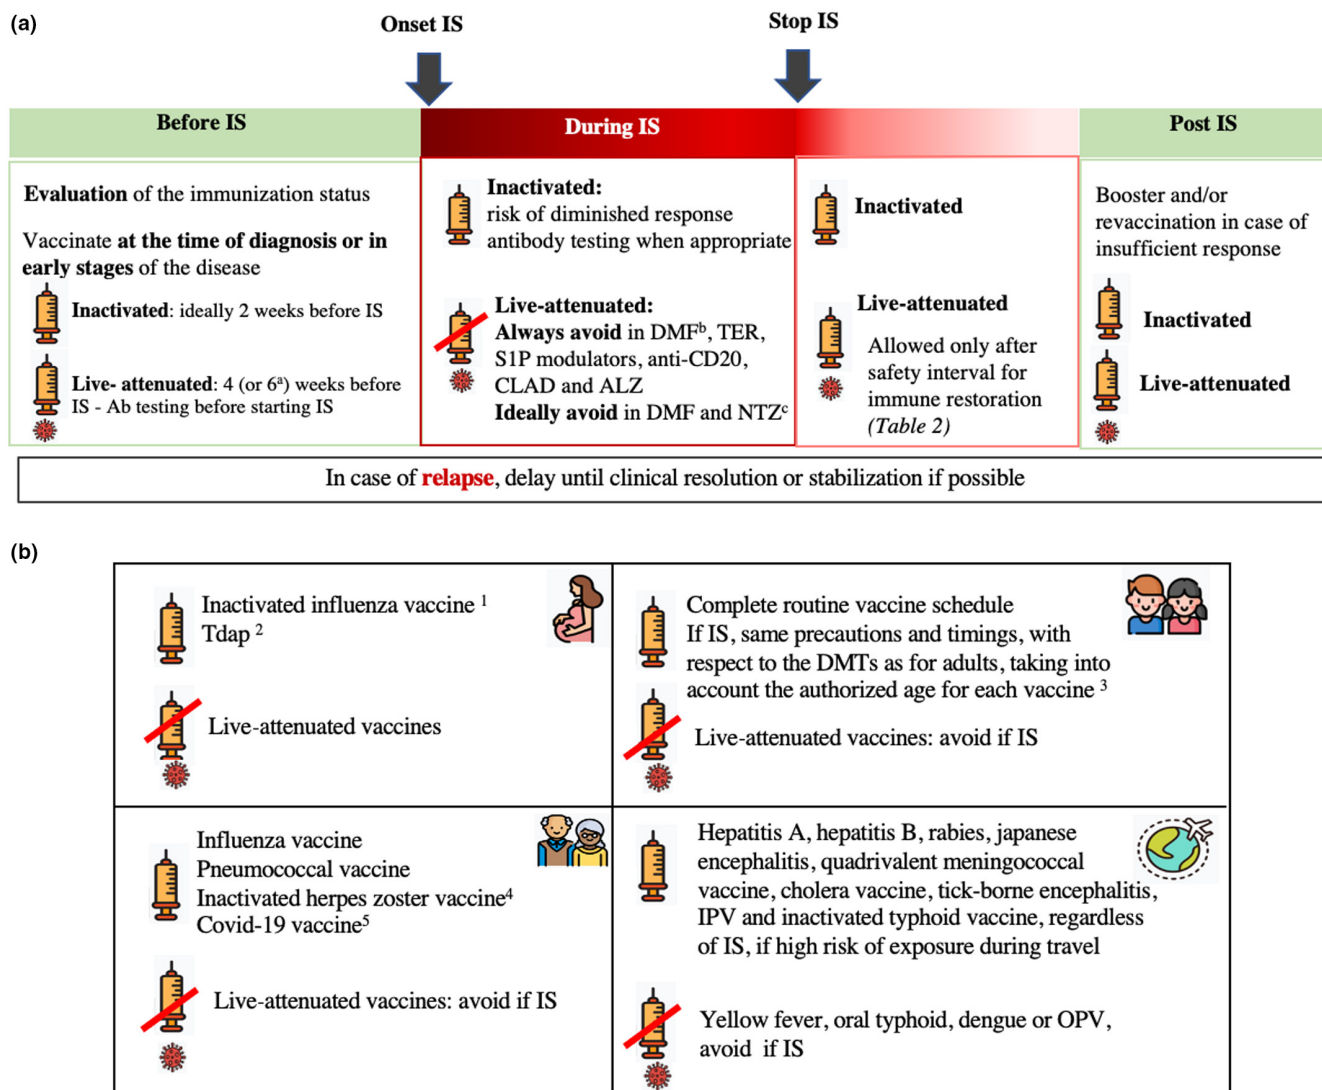 (a)
Onset IS
Stop IS
Before IS
During IS
Post IS
Evaluation of the immunization status
Vaccinate at the time of diagnosis or in
early stages of the disease
Inactivated: ideally 2 weeks before IS
Live- attenuated: 4 (or 6ᵃ) weeks before
IS - Ab testing before starting IS
Inactivated:
risk of diminished response
antibody testing when appropriate
Live-attenuated:
Always avoid in DMFᵇ, TER,
S1P modulators, anti-CD20,
CLAD and ALZ
Ideally avoid in DMF and NTZᶜ
Inactivated
Live-attenuated
Allowed only after
safety interval for
immune restoration
(Table 2)
Booster and/or
revaccination in case of
insufficient response
Inactivated
Live-attenuated
In case of relapse, delay until clinical resolution or stabilization if possible
(b)
Inactivated influenza vaccine ¹
Tdap ²
Live-attenuated vaccines
Complete routine vaccine schedule
If IS, same precautions and timings, with
respect to the DMTs as for adults, taking into
account the authorized age for each vaccine ³
Live-attenuated vaccines: avoid if IS
Influenza vaccine
Pneumococcal vaccine
Inactivated herpes zoster vaccine⁴
Covid-19 vaccine⁵
Live-attenuated vaccines: avoid if IS
Hepatitis A, hepatitis B, rabies, japanese
encephalitis, quadrivalent meningococcal
vaccine, cholera vaccine, tick-borne encephalitis,
IPV and inactivated typhoid vaccine, regardless
of IS, if high risk of exposure during travel
Yellow fever, oral typhoid, dengue or OPV,
avoid if IS